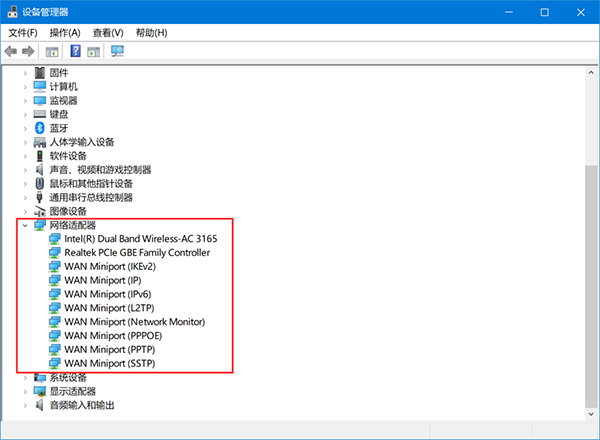 设备管理器
文件(F) 操作(A) 查看(V) 帮助(H)
固件
计算机
监视器
键盘
蓝牙
人体学输入设备
软件设备
声音、视频和游戏控制器
鼠标和其他指针设备
通用串行总线控制器
图像设备
网络适配器
Intel(R) Dual Band Wireless-AC 3165
Realtek PCIe GBE Family Controller
WAN Miniport (IKEv2)
WAN Miniport (IP)
WAN Miniport (IPv6)
WAN Miniport (L2TP)
WAN Miniport (Network Monitor)
WAN Miniport (PPPOE)
WAN Miniport (PPTP)
WAN Miniport (SSTP)
系统设备
显示适配器
音频输入和输出